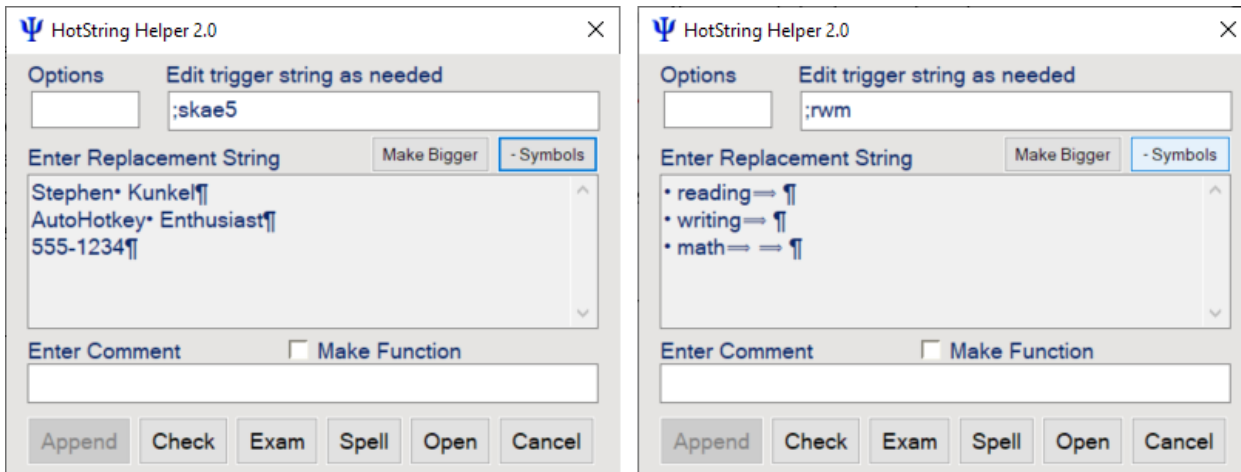 HotString Helper 2.0
Options Edit trigger string as needed
;skae5
Enter Replacement String Make Bigger - Symbols
Stephen• Kunkel¶
AutoHotkey• Enthusiast¶
555-1234¶
Enter Comment Make Function
Append Check Exam Spell Open Cancel
HotString Helper 2.0
Options Edit trigger string as needed
;rwm
Enter Replacement String Make Bigger - Symbols
• reading⟹ ¶
• writing⟹ ¶
• math⟹ ⟹ ¶
Enter Comment Make Function
Append Check Exam Spell Open Cancel